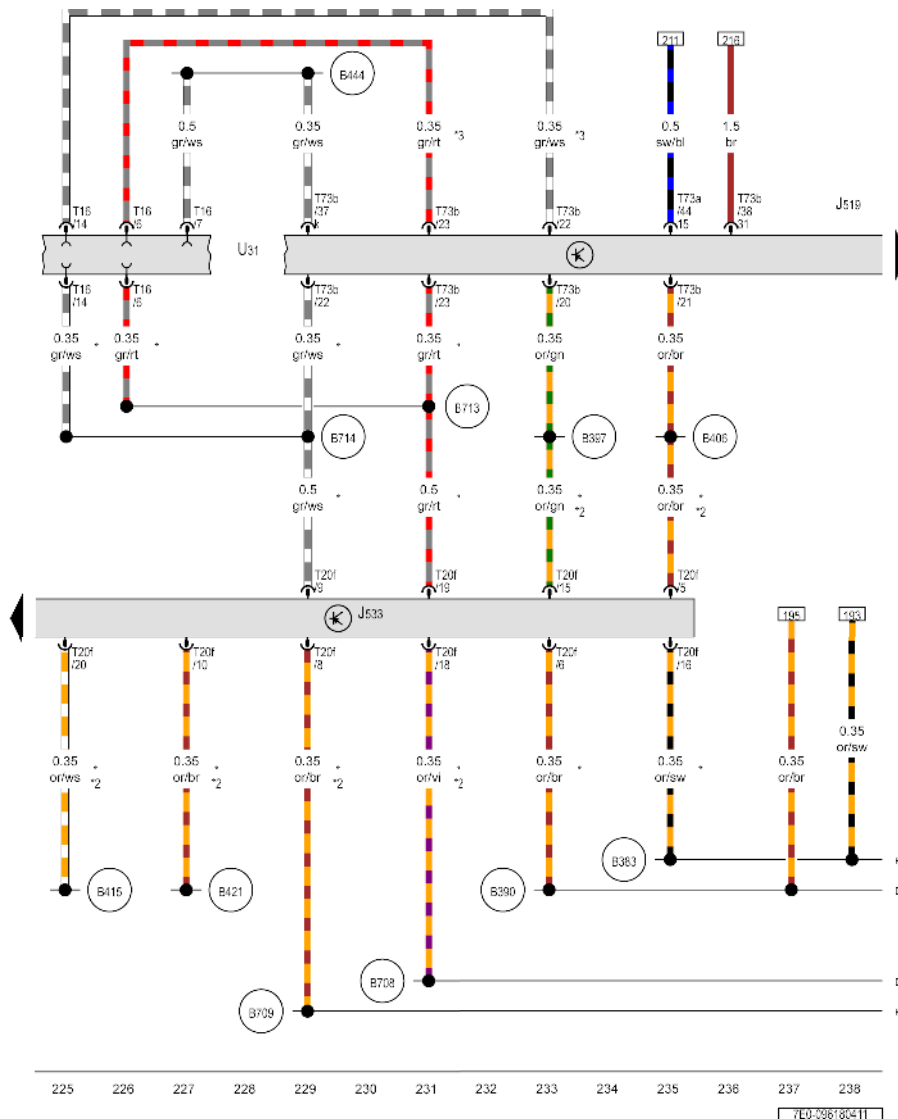 211 216
B444
0.5 0.35 0.35 0.35 0.5 1.5
gr/ws gr/ws gr/rt *3 gr/ws *3 sw/bl br
T16 T16 T16 T73b T73b T73b T73a T73b J519
/14 /6 /7 /37 /23 /22 /44 /38
15 31
U31
T16 T16 T73b T73b T73b T73b
/14 /6 /22 /23 /20 /21
0.35 0.35 0.35 0.35 0.35 0.35
gr/ws * gr/rt * gr/ws * gr/rt * or/gn or/br
B713
B714 B397 B406
0.5 0.5 0.35 0.35
gr/ws * gr/rt * or/gn * *2 or/br * *2
T20f T20f T20f T20f
/9 /19 /15 /5
J533
195 193
T20f T20f T20f T20f T20f T20f
/20 /10 /8 /18 /6 /16
0.35
or/sw
0.35 0.35 0.35 0.35 0.35 0.35 0.35
or/ws * *2 or/br * *2 or/br * *2 or/vi * *2 or/br * or/sw * or/br
B383
B415 B421 B390
B708
B709
225 226 227 228 229 230 231 232 233 234 235 236 237 238
7E0-096180411